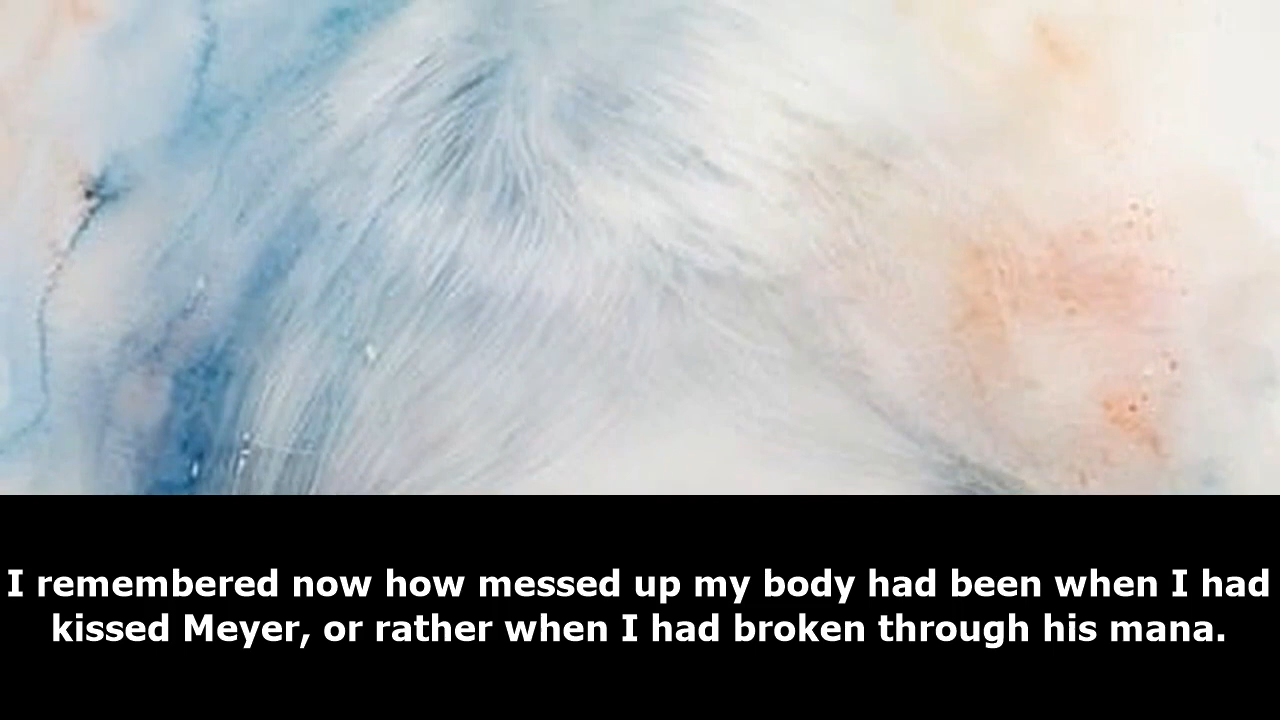 I remembered now how messed up my body had been when I had
kissed Meyer, or rather when I had broken through his mana.